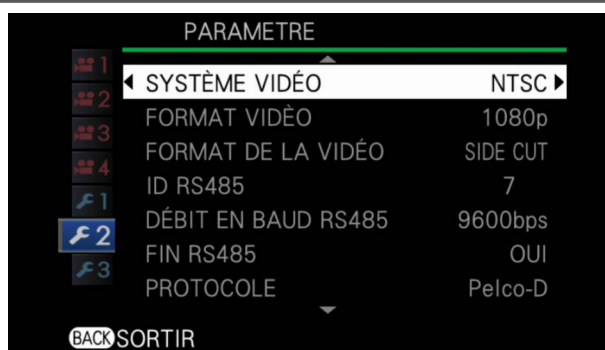 PARAMETRE
1
2
3
4
1
2
3
SYSTÈME VIDÉO NTSC
FORMAT VIDÈO 1080p
FORMAT DE LA VIDÉO SIDE CUT
ID RS485 7
DÉBIT EN BAUD RS485 9600bps
FIN RS485 OUI
PROTOCOLE Pelco-D
BACK SORTIR